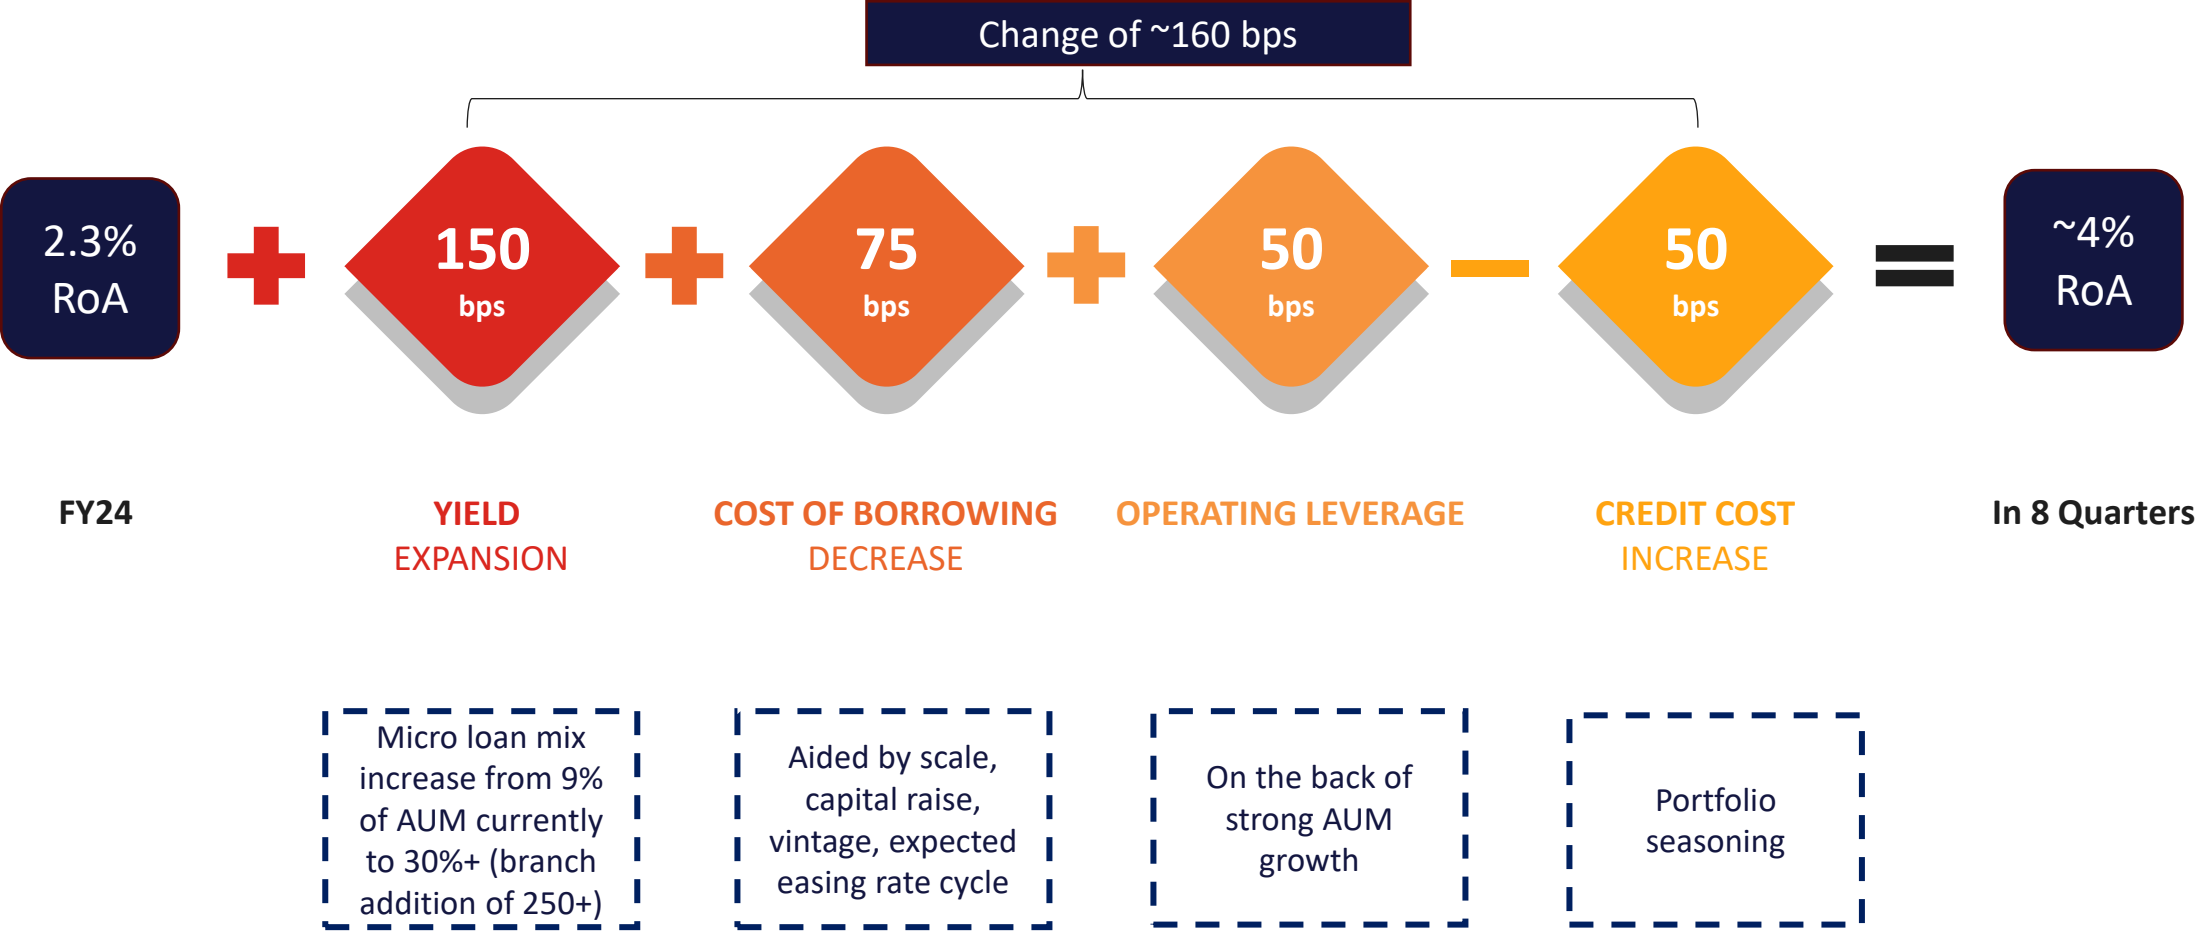 Change of ~160 bps
2.3%
RoA
150
bps
75
bps
50
bps
50
bps
~4%
RoA
FY24
YIELD
EXPANSION
COST OF BORROWING
DECREASE
OPERATING LEVERAGE
CREDIT COST
INCREASE
In 8 Quarters
Micro loan mix
increase from 9%
of AUM currently
to 30%+ (branch
addition of 250+)
Aided by scale,
capital raise,
vintage, expected
easing rate cycle
On the back of
strong AUM
growth
Portfolio
seasoning